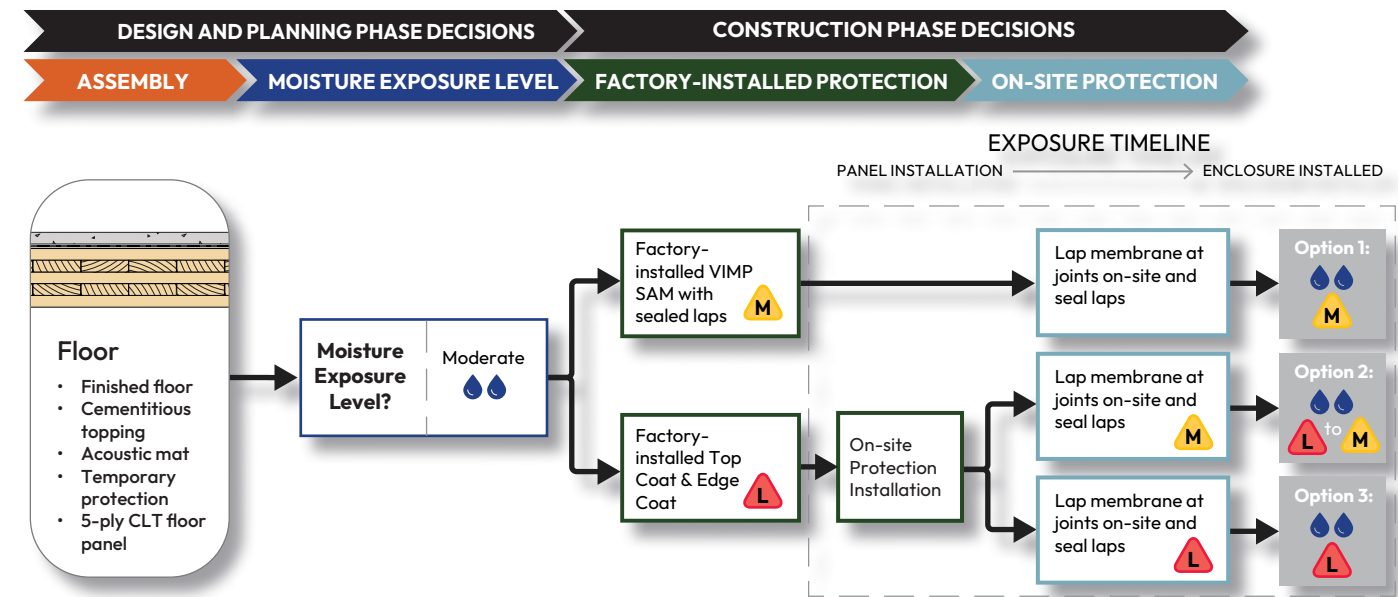 DESIGN AND PLANNING PHASE DECISIONS
CONSTRUCTION PHASE DECISIONS
ASSEMBLY
MOISTURE EXPOSURE LEVEL
FACTORY-INSTALLED PROTECTION
ON-SITE PROTECTION
EXPOSURE TIMELINE
PANEL INSTALLATION
ENCLOSURE INSTALLED
Floor
• Finished floor
• Cementitious
topping
• Acoustic mat
• Temporary
protection
• 5-ply CLT floor
panel
Moisture
Exposure
Level?
Moderate
Factory-
installed VIMP
SAM with
sealed laps
M
Factory-
installed Top
Coat & Edge
Coat
L
On-site
Protection
Installation
Lap membrane at
joints on-site and
seal laps
Option 1:
M
Lap membrane at
joints on-site and
seal laps
M
Option 2:
L to M
Lap membrane at
joints on-site and
seal laps
L
Option 3:
L